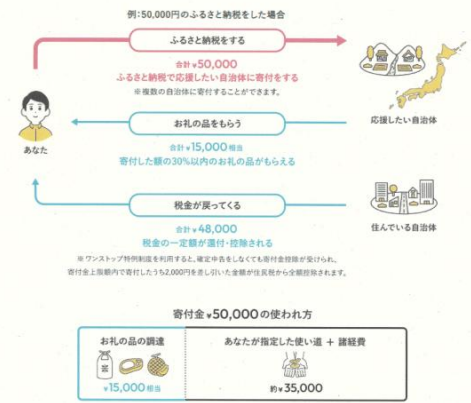 例：50,000円のふるさと納税をした場合
ふるさと納税をする
合計¥50,000
ふるさと納税で応援したい自治体に寄付をする
※複数の自治体に寄付することができます。
応援したい自治体
あなた
お礼の品をもらう
合計¥15,000相当
寄付した額の30%以内のお礼の品がもらえる
税金が戻ってくる
合計¥48,000
税金の一定額が還付・控除される
住んでいる自治体
※ワンストップ特例制度を利用すると、確定申告をしなくても寄付金控除が受けられ、
寄付金上限額内で寄付したうち2,000円を差し引いた金額が住民税から全額控除されます。
寄付金¥50,000の使われ方
お礼の品の調達
¥15,000相当
あなたが指定した使い道 + 諸経費
約¥35,000